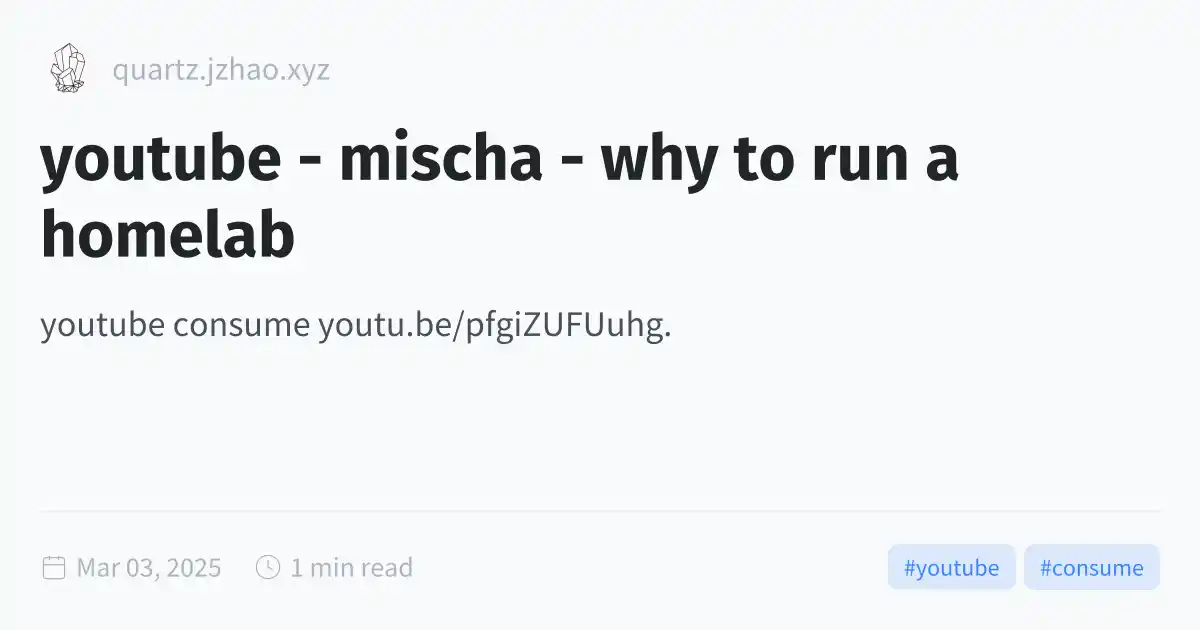 quartz.jzhao.xyz
youtube - mischa - why to run a
homelab
youtube consume youtu.be/pfgiZUFUuhg.
Mar 03, 2025
1 min read
#youtube
#consume